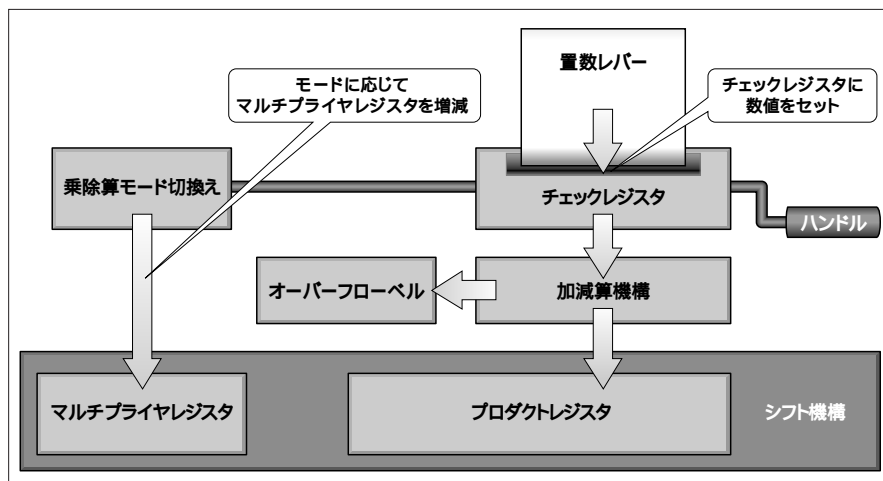 置数レバー
モードに応じて
マルチプライヤレジスタを増減
チェックレジスタに
数値をセット
乗除算モード切換え
チェックレジスタ
ハンドル
オーバーフローベル
加減算機構
マルチプライヤレジスタ
プロダクトレジスタ
シフト機構